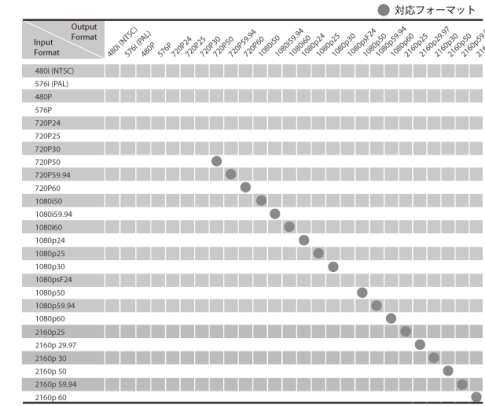 対応フォーマット
Output
Format
Input
Format
480i (NTSC)
576i (PAL)
480P
576P
720P24
720P25
720P30
720P50
720P59.94
720P60
1080i50
1080i59.94
1080i60
1080p24
1080p25
1080p30
1080psF24
1080p50
1080p59.94
1080p60
2160p25
2160p29.97
2160p30
2160p50
2160p59.9
216
480i (NTSC)
576i (PAL)
480P
576P
720P24
720P25
720P30
720P50
720P59.94
720P60
1080i50
1080i59.94
1080i60
1080p24
1080p25
1080p30
1080psF24
1080p50
1080p59.94
1080p60
2160p25
2160p 29.97
2160p 30
2160p 50
2160p 59.94
2160p 60